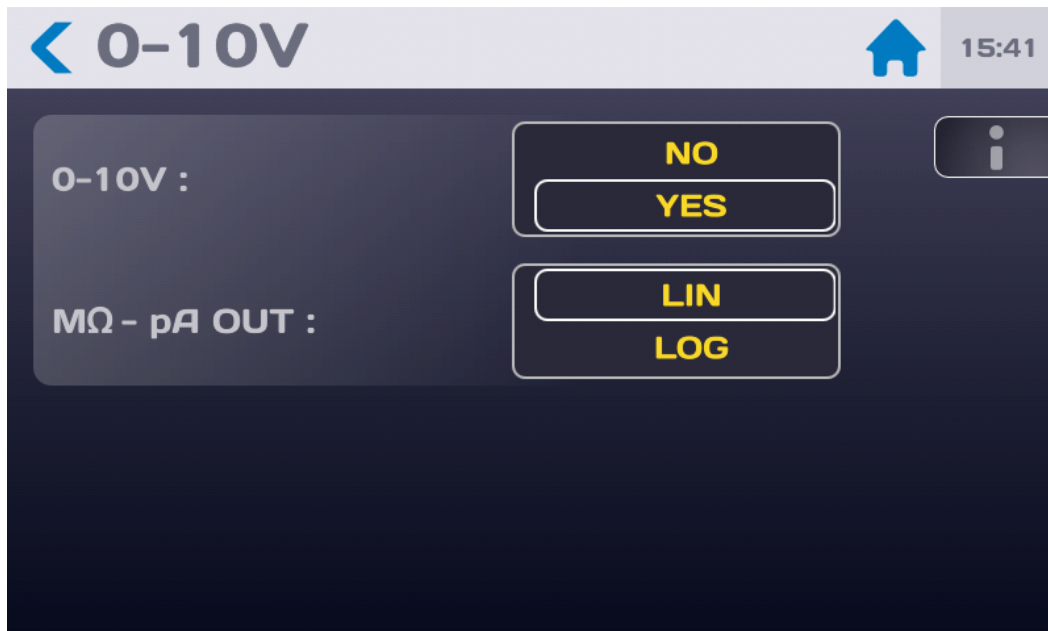 0-10V
15:41
0-10V :
NO
YES
MΩ - pA OUT :
LIN
LOG